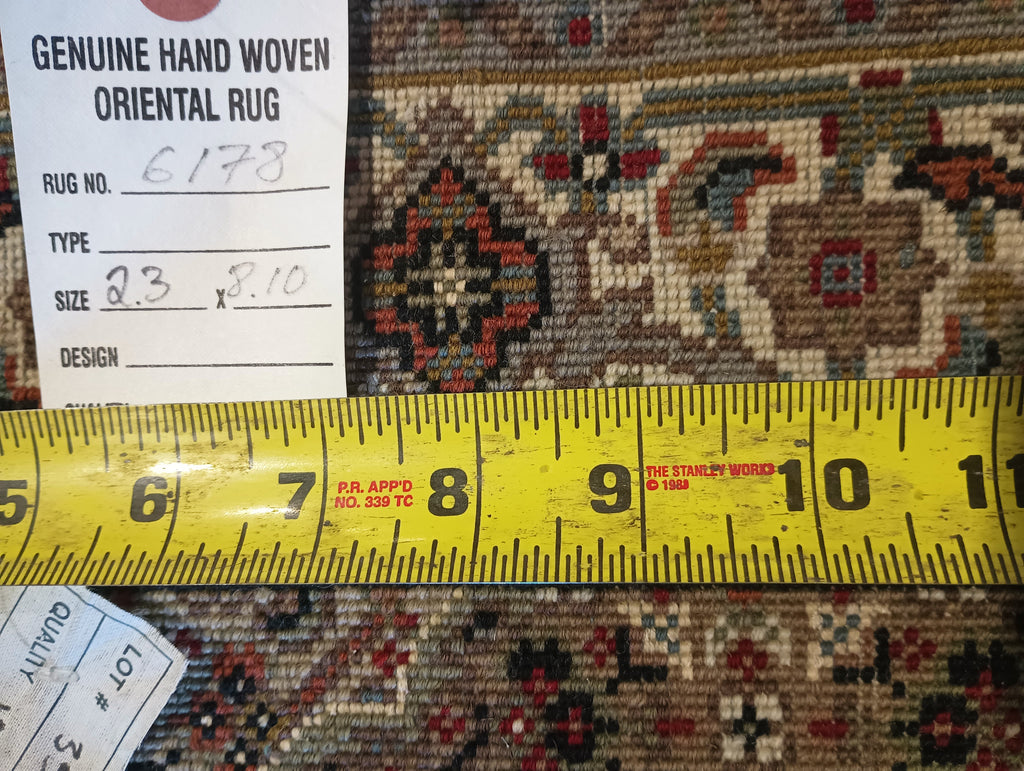 GENUINE HAND WOVEN
ORIENTAL RUG
RUG NO. 6178
TYPE
SIZE 2.3 X 8.10
DESIGN
5 6 7 8 9 10 11
P.R. APP'D
NO. 339 TC
THE STANLEY WORKS
QUALITY
LOT #